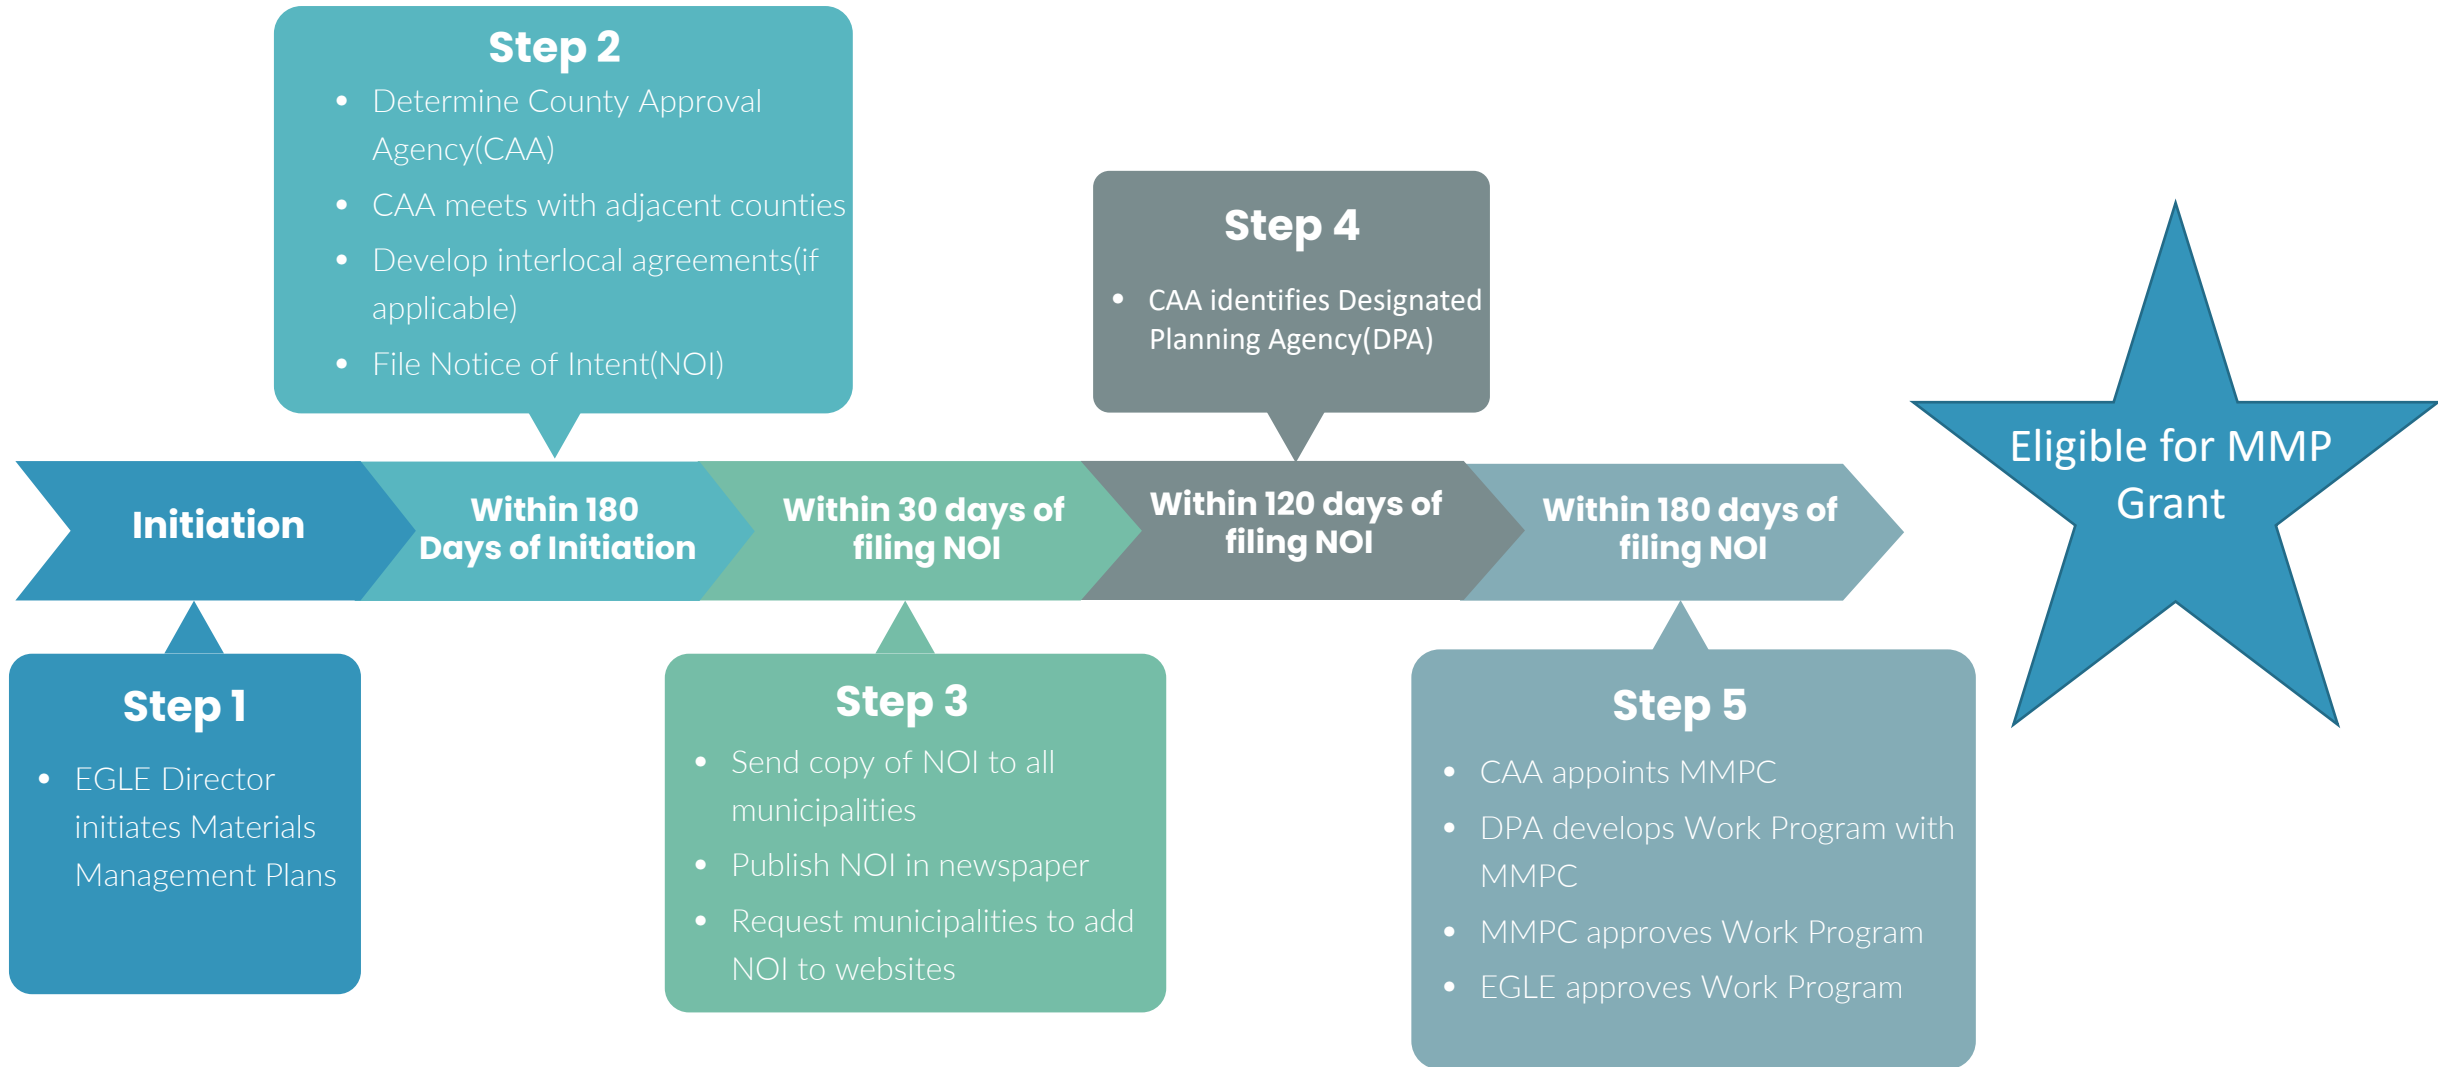 Step 2
• Determine County Approval
Agency(CAA)
• CAA meets with adjacent counties
• Develop interlocal agreements(if
applicable)
• File Notice of Intent(NOI)
Step 4
• CAA identifies Designated
Planning Agency(DPA)
Eligible for MMP
Grant
Initiation
Within 180
Days of Initiation
Within 30 days of
filing NOI
Within 120 days of
filing NOI
Within 180 days of
filing NOI
Step 1
• EGLE Director
initiates Materials
Management Plans
Step 3
• Send copy of NOI to all
municipalities
• Publish NOI in newspaper
• Request municipalities to add
NOI to websites
Step 5
• CAA appoints MMPC
• DPA develops Work Program with
MMPC
• MMPC approves Work Program
• EGLE approves Work Program